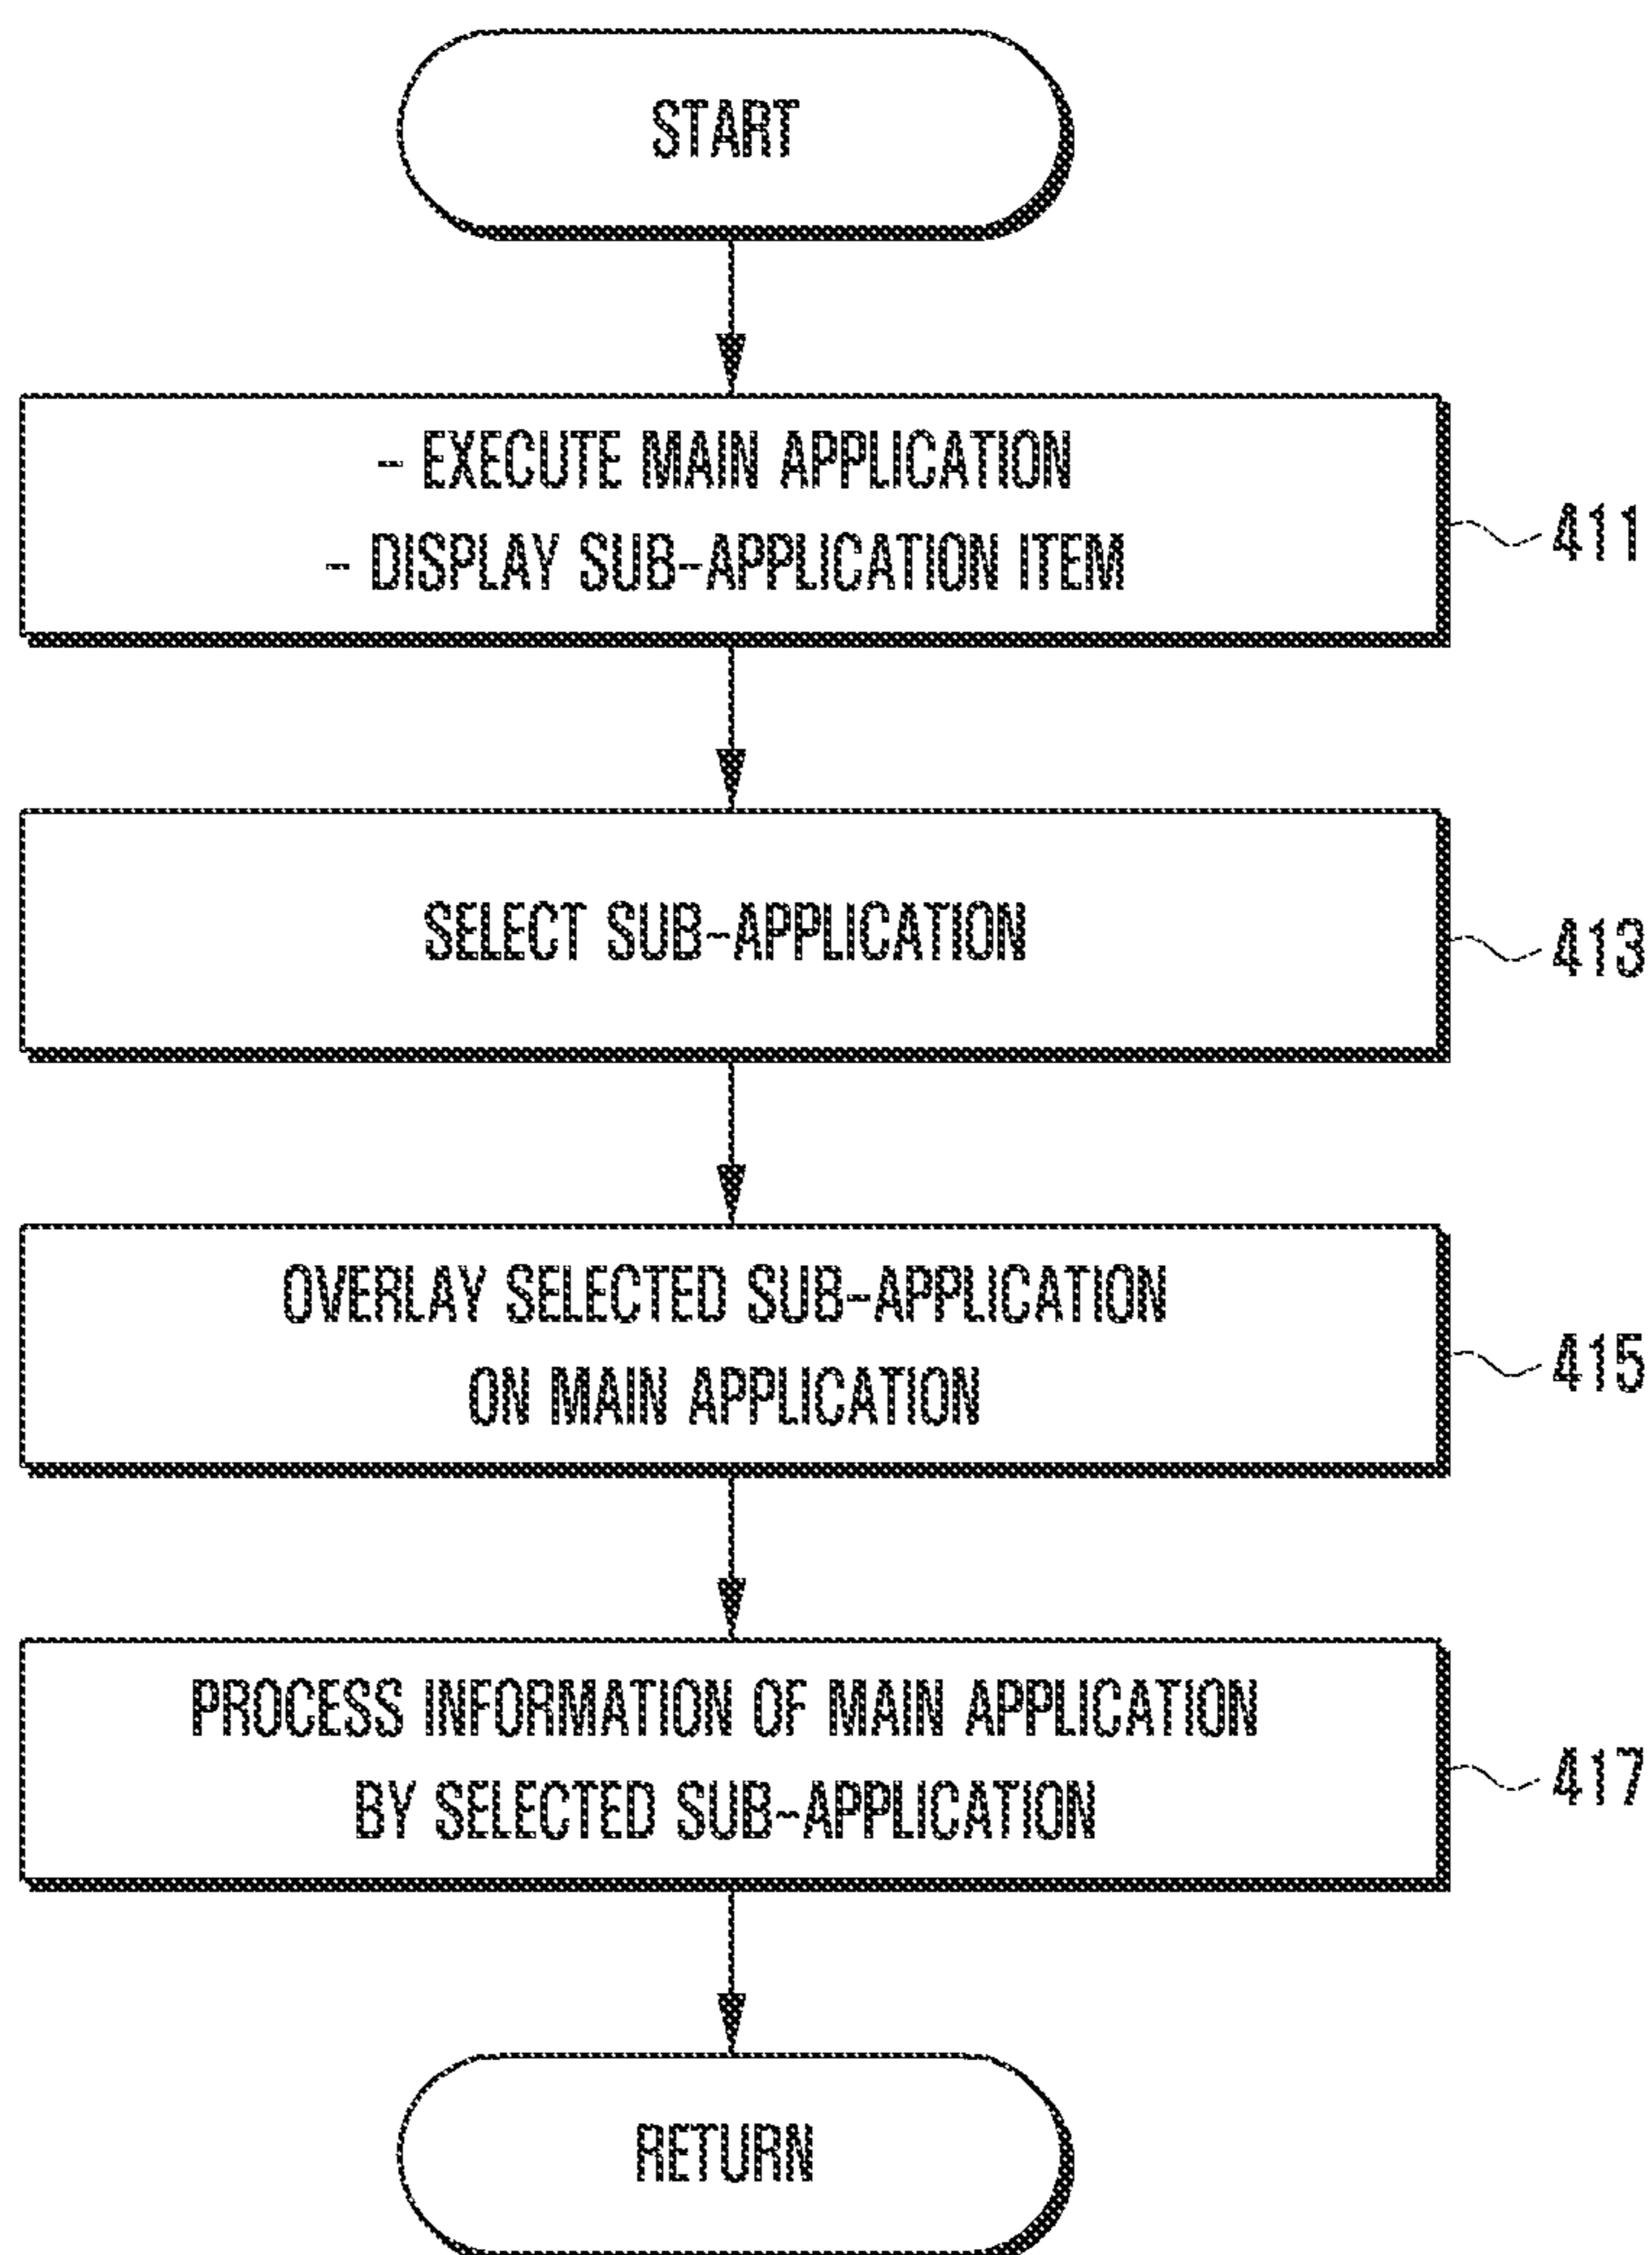 START
- EXECUTE MAIN APPLICATION
- DISPLAY SUB-APPLICATION ITEM
411
SELECT SUB-APPLICATION
413
OVERLAY SELECTED SUB-APPLICATION
ON MAIN APPLICATION
415
PROCESS INFORMATION OF MAIN APPLICATION
BY SELECTED SUB-APPLICATION
417
RETURN